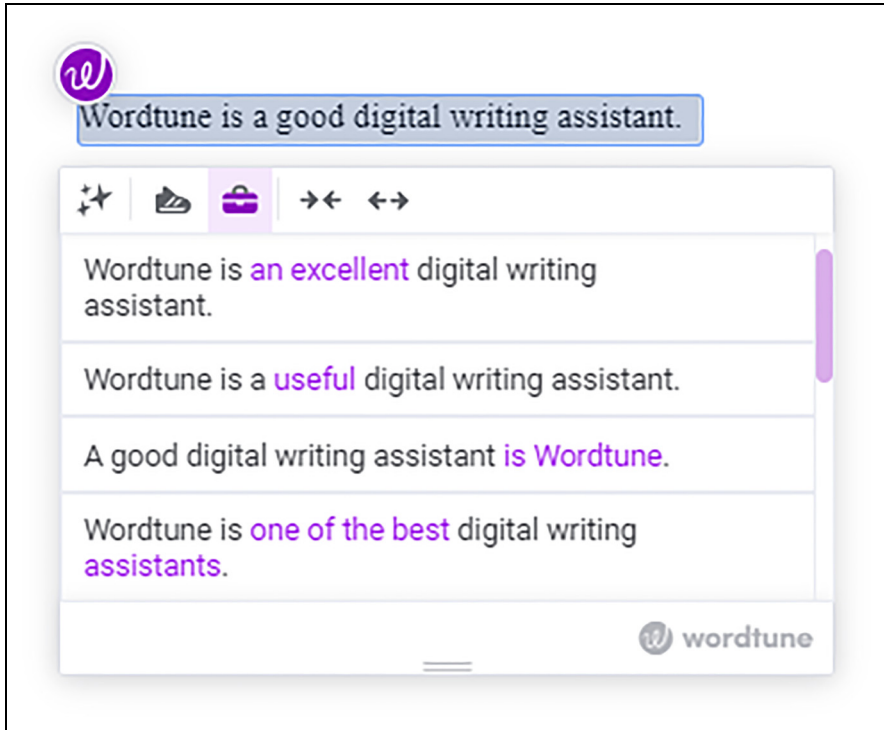 Wordtune is a good digital writing assistant.
Wordtune is an excellent digital writing
assistant.
Wordtune is a useful digital writing assistant.
A good digital writing assistant is Wordtune.
Wordtune is one of the best digital writing
assistants.
wordtune